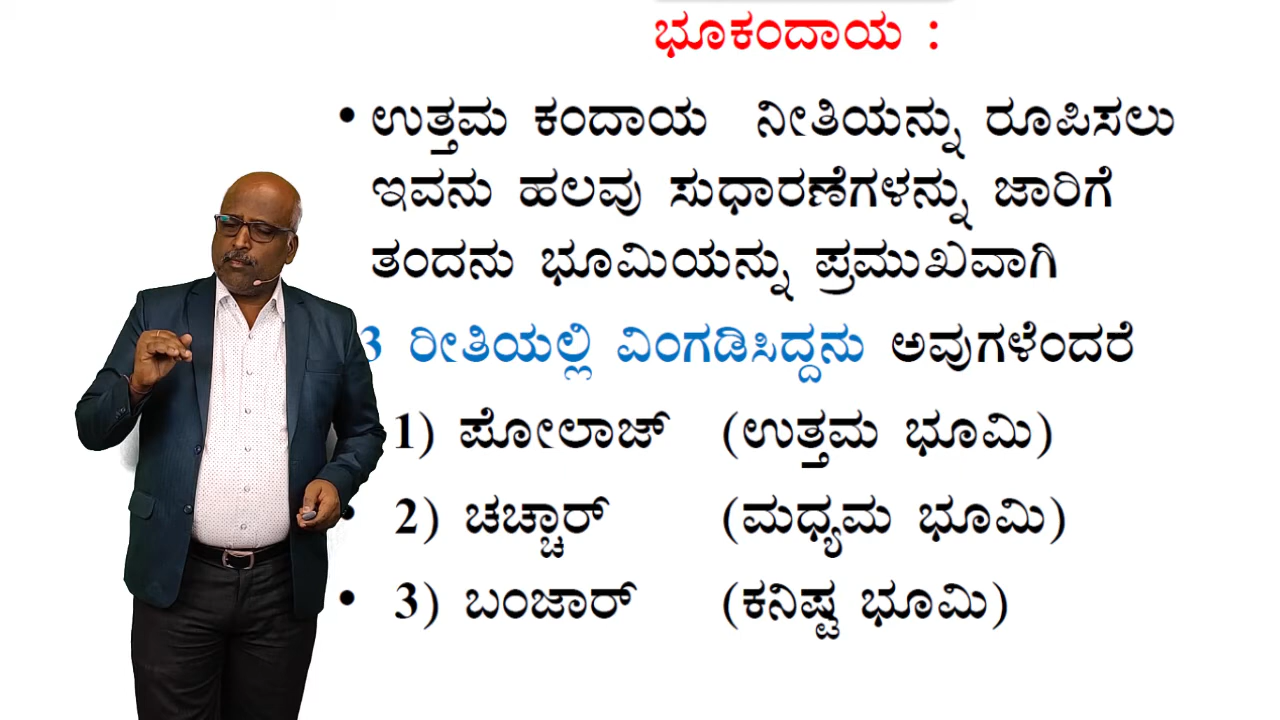 ಭೂಕಂದಾಯ :
• ಉತ್ತಮ ಕಂದಾಯ ನೀತಿಯನ್ನು ರೂಪಿಸಲು
ಇವನು ಹಲವು ಸುಧಾರಣೆಗಳನ್ನು ಜಾರಿಗೆ
ತಂದನು ಭೂಮಿಯನ್ನು ಪ್ರಮುಖವಾಗಿ
3 ರೀತಿಯಲ್ಲಿ ವಿಂಗಡಿಸಿದ್ದನು ಅವುಗಳೆಂದರೆ
1) ಪೋಲಾಜ್ (ಉತ್ತಮ ಭೂಮಿ)
• 2) ಚಚ್ಚಾರ್ (ಮಧ್ಯಮ ಭೂಮಿ)
• 3) ಬಂಜಾರ್ (ಕನಿಷ್ಟ ಭೂಮಿ)